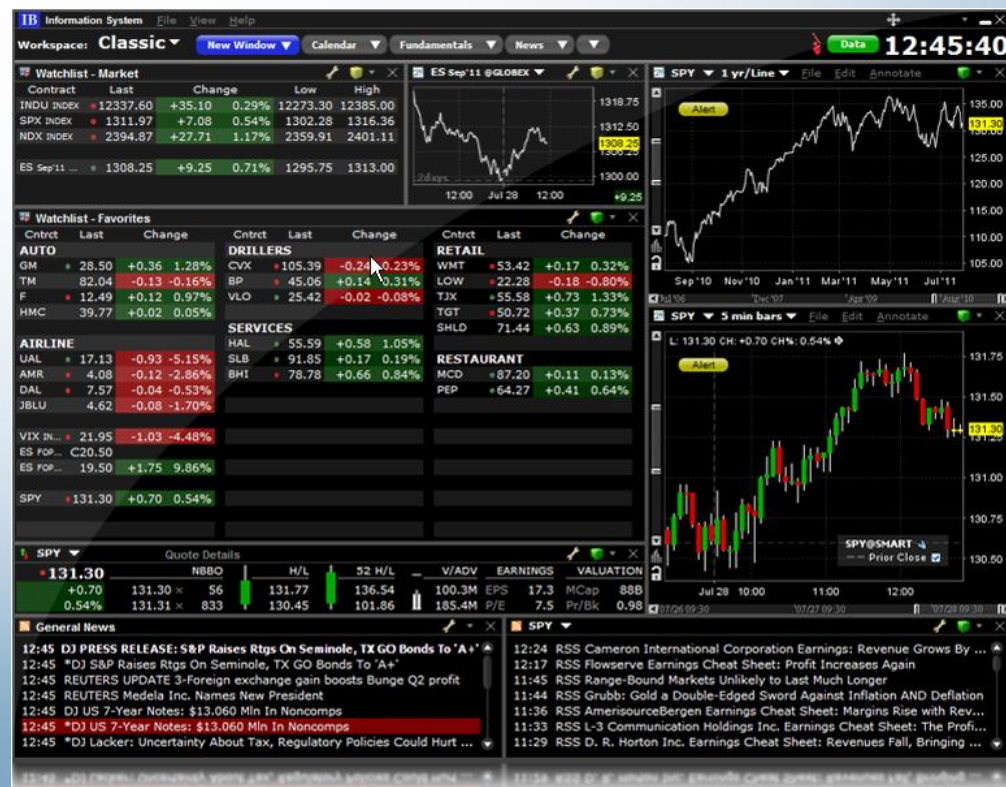 IB Information System File View Help
Workspace: Classic New Window Calendar Fundamentals News Data 12:45:40
Watchlist - Market
Contract Last Change Low High
INDU INDEX 12337.60 +35.10 0.29% 12273.30 12385.00
SPX INDEX 1311.97 +7.08 0.54% 1302.28 1316.36
NDX INDEX 2394.87 +27.71 1.17% 2359.91 2401.11
ES Sep'11 ... 1308.25 +9.25 0.71% 1295.75 1313.00
ES Sep'11 @GLOBEX
1318.75
1312.50
1308.25
1300.00
2days
12:00 Jul 28 12:00 +9.25
SPY 1 yr/Line File Edit Annotate
Alert
135.00
131.30
125.00
120.00
115.00
110.00
105.00
Sep'10 Nov'10 Jan'11 Mar'11 May'11 Jul'11
Jul'06 Dec'07 Apr'09 Aug'10
Watchlist - Favorites
Cntrct Last Change Cntrct Last Change Cntrct Last Change
AUTO DRILLERS RETAIL
GM 28.50 +0.36 1.28% CVX 105.39 -0.24 0.23% WMT 53.42 +0.17 0.32%
TM 82.04 -0.13 -0.16% BP 45.06 +0.14 0.31% LOW 22.28 -0.18 -0.80%
F 12.49 +0.12 0.97% VLO 25.42 -0.02 -0.08% TJX 55.58 +0.73 1.33%
HMC 39.77 +0.02 0.05% TGT 50.72 +0.37 0.73%
SERVICES SHLD 71.44 +0.63 0.89%
AIRLINE HAL 55.59 +0.58 1.05%
UAL 17.13 -0.93 -5.15% SLB 91.85 +0.17 0.19% RESTAURANT
AMR 4.08 -0.12 -2.86% BHI 78.78 +0.66 0.84% MCD 87.20 +0.11 0.13%
DAL 7.57 -0.04 -0.53% PEP 64.27 +0.41 0.64%
JBLU 4.62 -0.08 -1.70%
VIX IN... 21.95 -1.03 -4.48%
ES FOP... C20.50
ES FOP... 19.50 +1.75 9.86%
SPY 131.30 +0.70 0.54%
SPY 5 min bars File Edit Annotate
L: 131.30 CH: +0.70 CH%: 0.54%
Alert
131.75
131.50
131.30
131.00
130.75
130.50
SPY@SMART
Prior Close
Jul 28 10:00 11:00 12:00
07/26 09:30 07/27 09:30 07/28 09:30
SPY Quote Details
131.30 NBBO H/L 52 H/L V/ADV EARNINGS VALUATION
+0.70 131.30 × 56 131.77 136.54 100.3M EPS 17.3 MCap 88B
0.54% 131.31 × 833 130.45 101.86 185.4M P/E 7.5 Pr/Bk 0.98
General News
12:45 DJ PRESS RELEASE: S&P Raises Rtgs On Seminole, TX GO Bonds To 'A+'
12:45 *DJ S&P Raises Rtgs On Seminole, TX GO Bonds To 'A+'
12:45 REUTERS UPDATE 3-Foreign exchange gain boosts Bunge Q2 profit
12:45 REUTERS Medela Inc. Names New President
12:45 DJ US 7-Year Notes: $13.060 Mln In Noncomps
12:45 *DJ US 7-Year Notes: $13.060 Mln In Noncomps
12:45 *DJ Lacker: Uncertainty About Tax, Regulatory Policies Could Hurt ...
SPY
12:24 RSS Cameron International Corporation Earnings: Revenue Grows By ...
12:17 RSS Flowserve Earnings Cheat Sheet: Profit Increases Again
11:45 RSS Range-Bound Markets Unlikely to Last Much Longer
11:44 RSS Grubb: Gold a Double-Edged Sword Against Inflation AND Deflation
11:36 RSS AmerisourceBergen Earnings Cheat Sheet: Margins Rise with Rev...
11:33 RSS L-3 Communication Holdings Inc. Earnings Cheat Sheet: The Profi...
11:29 RSS D. R. Horton Inc. Earnings Cheat Sheet: Revenues Fall, Bringing ...